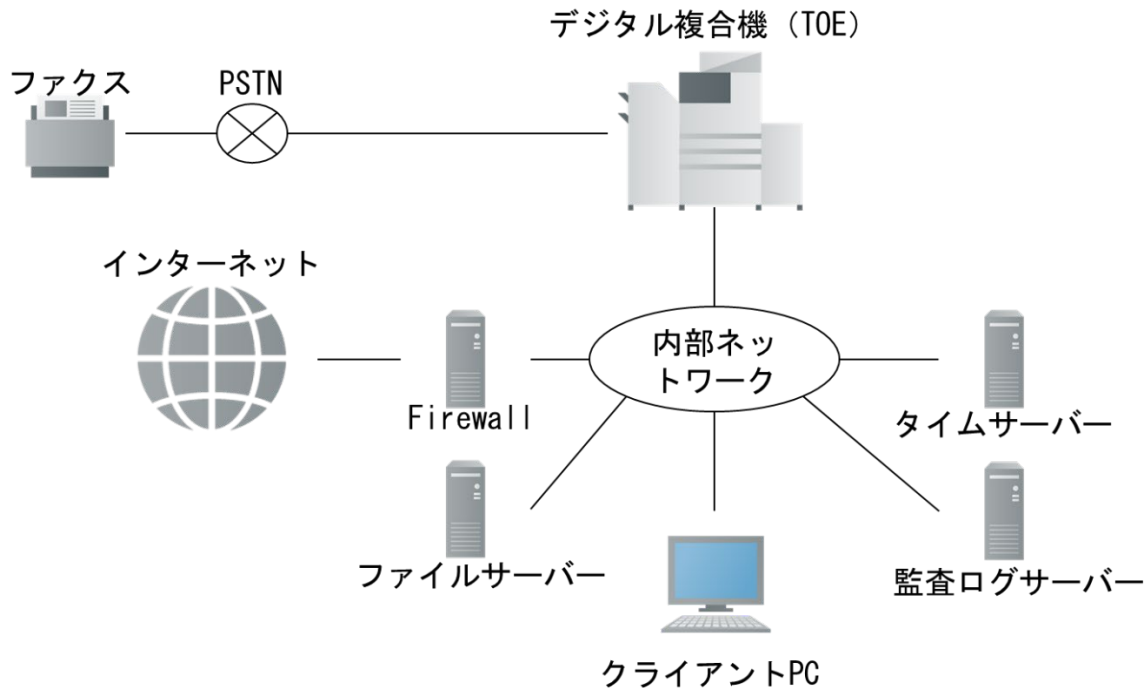 デジタル複合機（TOE）
ファクス
PSTN
インターネット
内部ネッ
トワーク
Firewall
タイムサーバー
ファイルサーバー
監査ログサーバー
クライアントPC